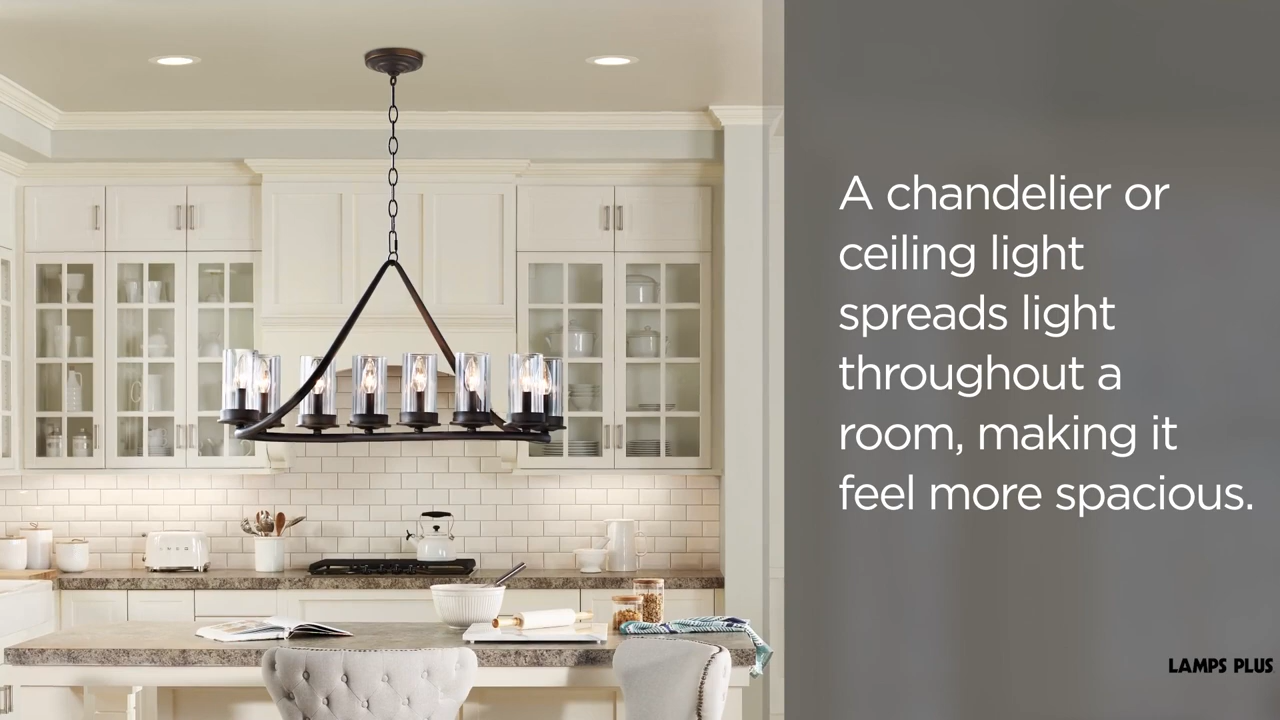 A chandelier or
ceiling light
spreads light
throughout a
room, making it
feel more spacious.
LAMPS PLUS